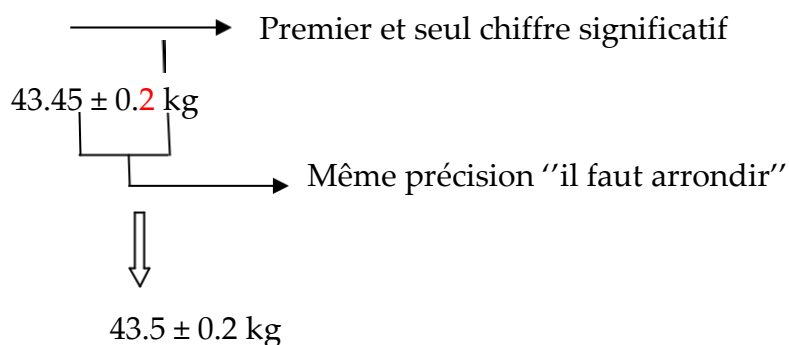 Premier et seul chiffre significatif
43.45 ± 0.2 kg
Même précision ‘’il faut arrondir’’
43.5 ± 0.2 kg